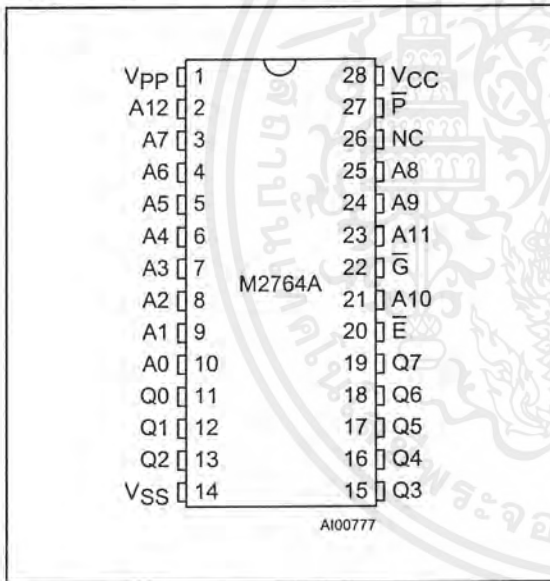 VPP 1 28 VCC
A12 2 27 P̅
A7 3 26 NC
A6 4 25 A8
A5 5 24 A9
A4 6 23 A11
A3 7 22 G̅
M2764A
A2 8 21 A10
A1 9 20 E̅
A0 10 19 Q7
Q0 11 18 Q6
Q1 12 17 Q5
Q2 13 16 Q4
VSS 14 15 Q3
AI00777